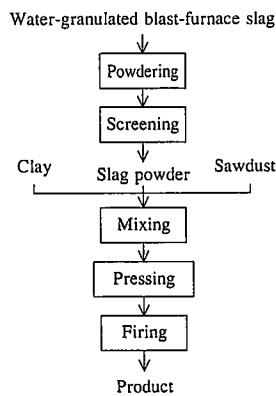 Water-granulated blast-furnace slag
Powdering
Screening
Clay
Slag powder
Sawdust
Mixing
Pressing
Firing
Product